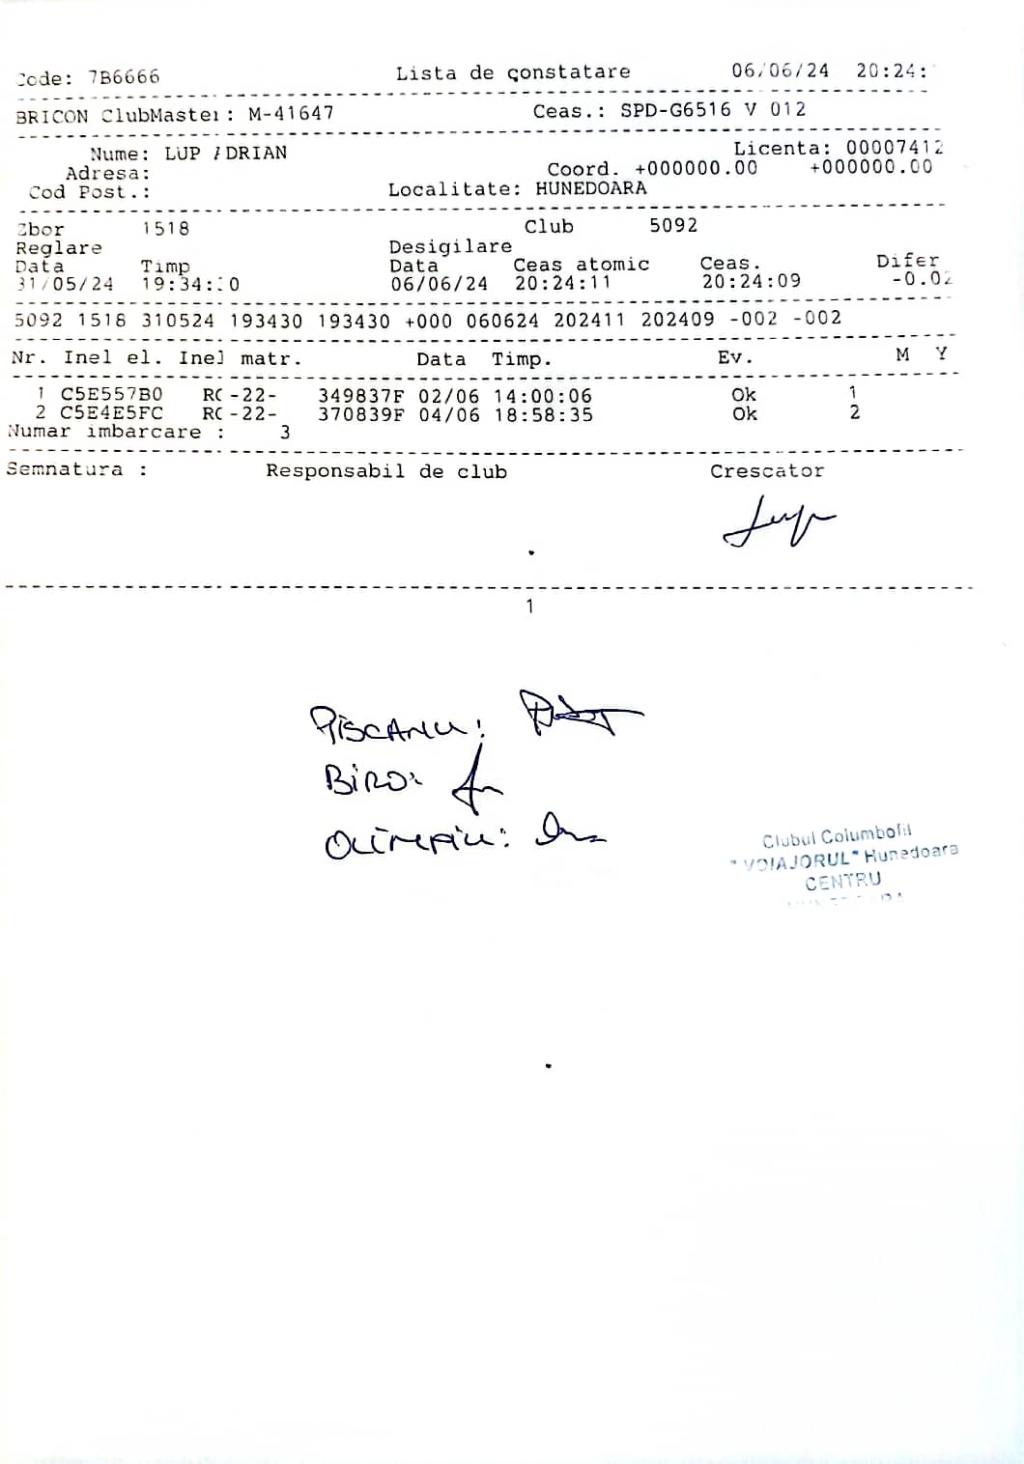 Code: 7B6666 Lista de constatare 06/06/24 20:24:
BRICON ClubMaster: M-41647 Ceas.: SPD-G6516 V 012
Nume: LUP ADRIAN Licenta: 00007412
Adresa: Coord. +000000.00 +000000.00
Cod Post.: Localitate: HUNEDOARA
Zbor 1518 Club 5092
Reglare Desigilare
Data Timp Data Ceas atomic Ceas. Difer
31/05/24 19:34:30 06/06/24 20:24:11 20:24:09 -0.02
5092 1518 310524 193430 193430 +000 060624 202411 202409 -002 -002
Nr. Inel el. Inel matr. Data Timp. Ev. M Y
1 C5E557B0 RO-22- 349837F 02/06 14:00:06 Ok 1
2 C5E4E5FC RO-22- 370839F 04/06 18:58:35 Ok 2
Numar imbarcare : 3
Semnatura : Responsabil de club Crescator
1
PISCANU:
BIRO:
OLIMPIU:
Clubul Columbofil
"VOIAJORUL" Hunedoara
CENTRU